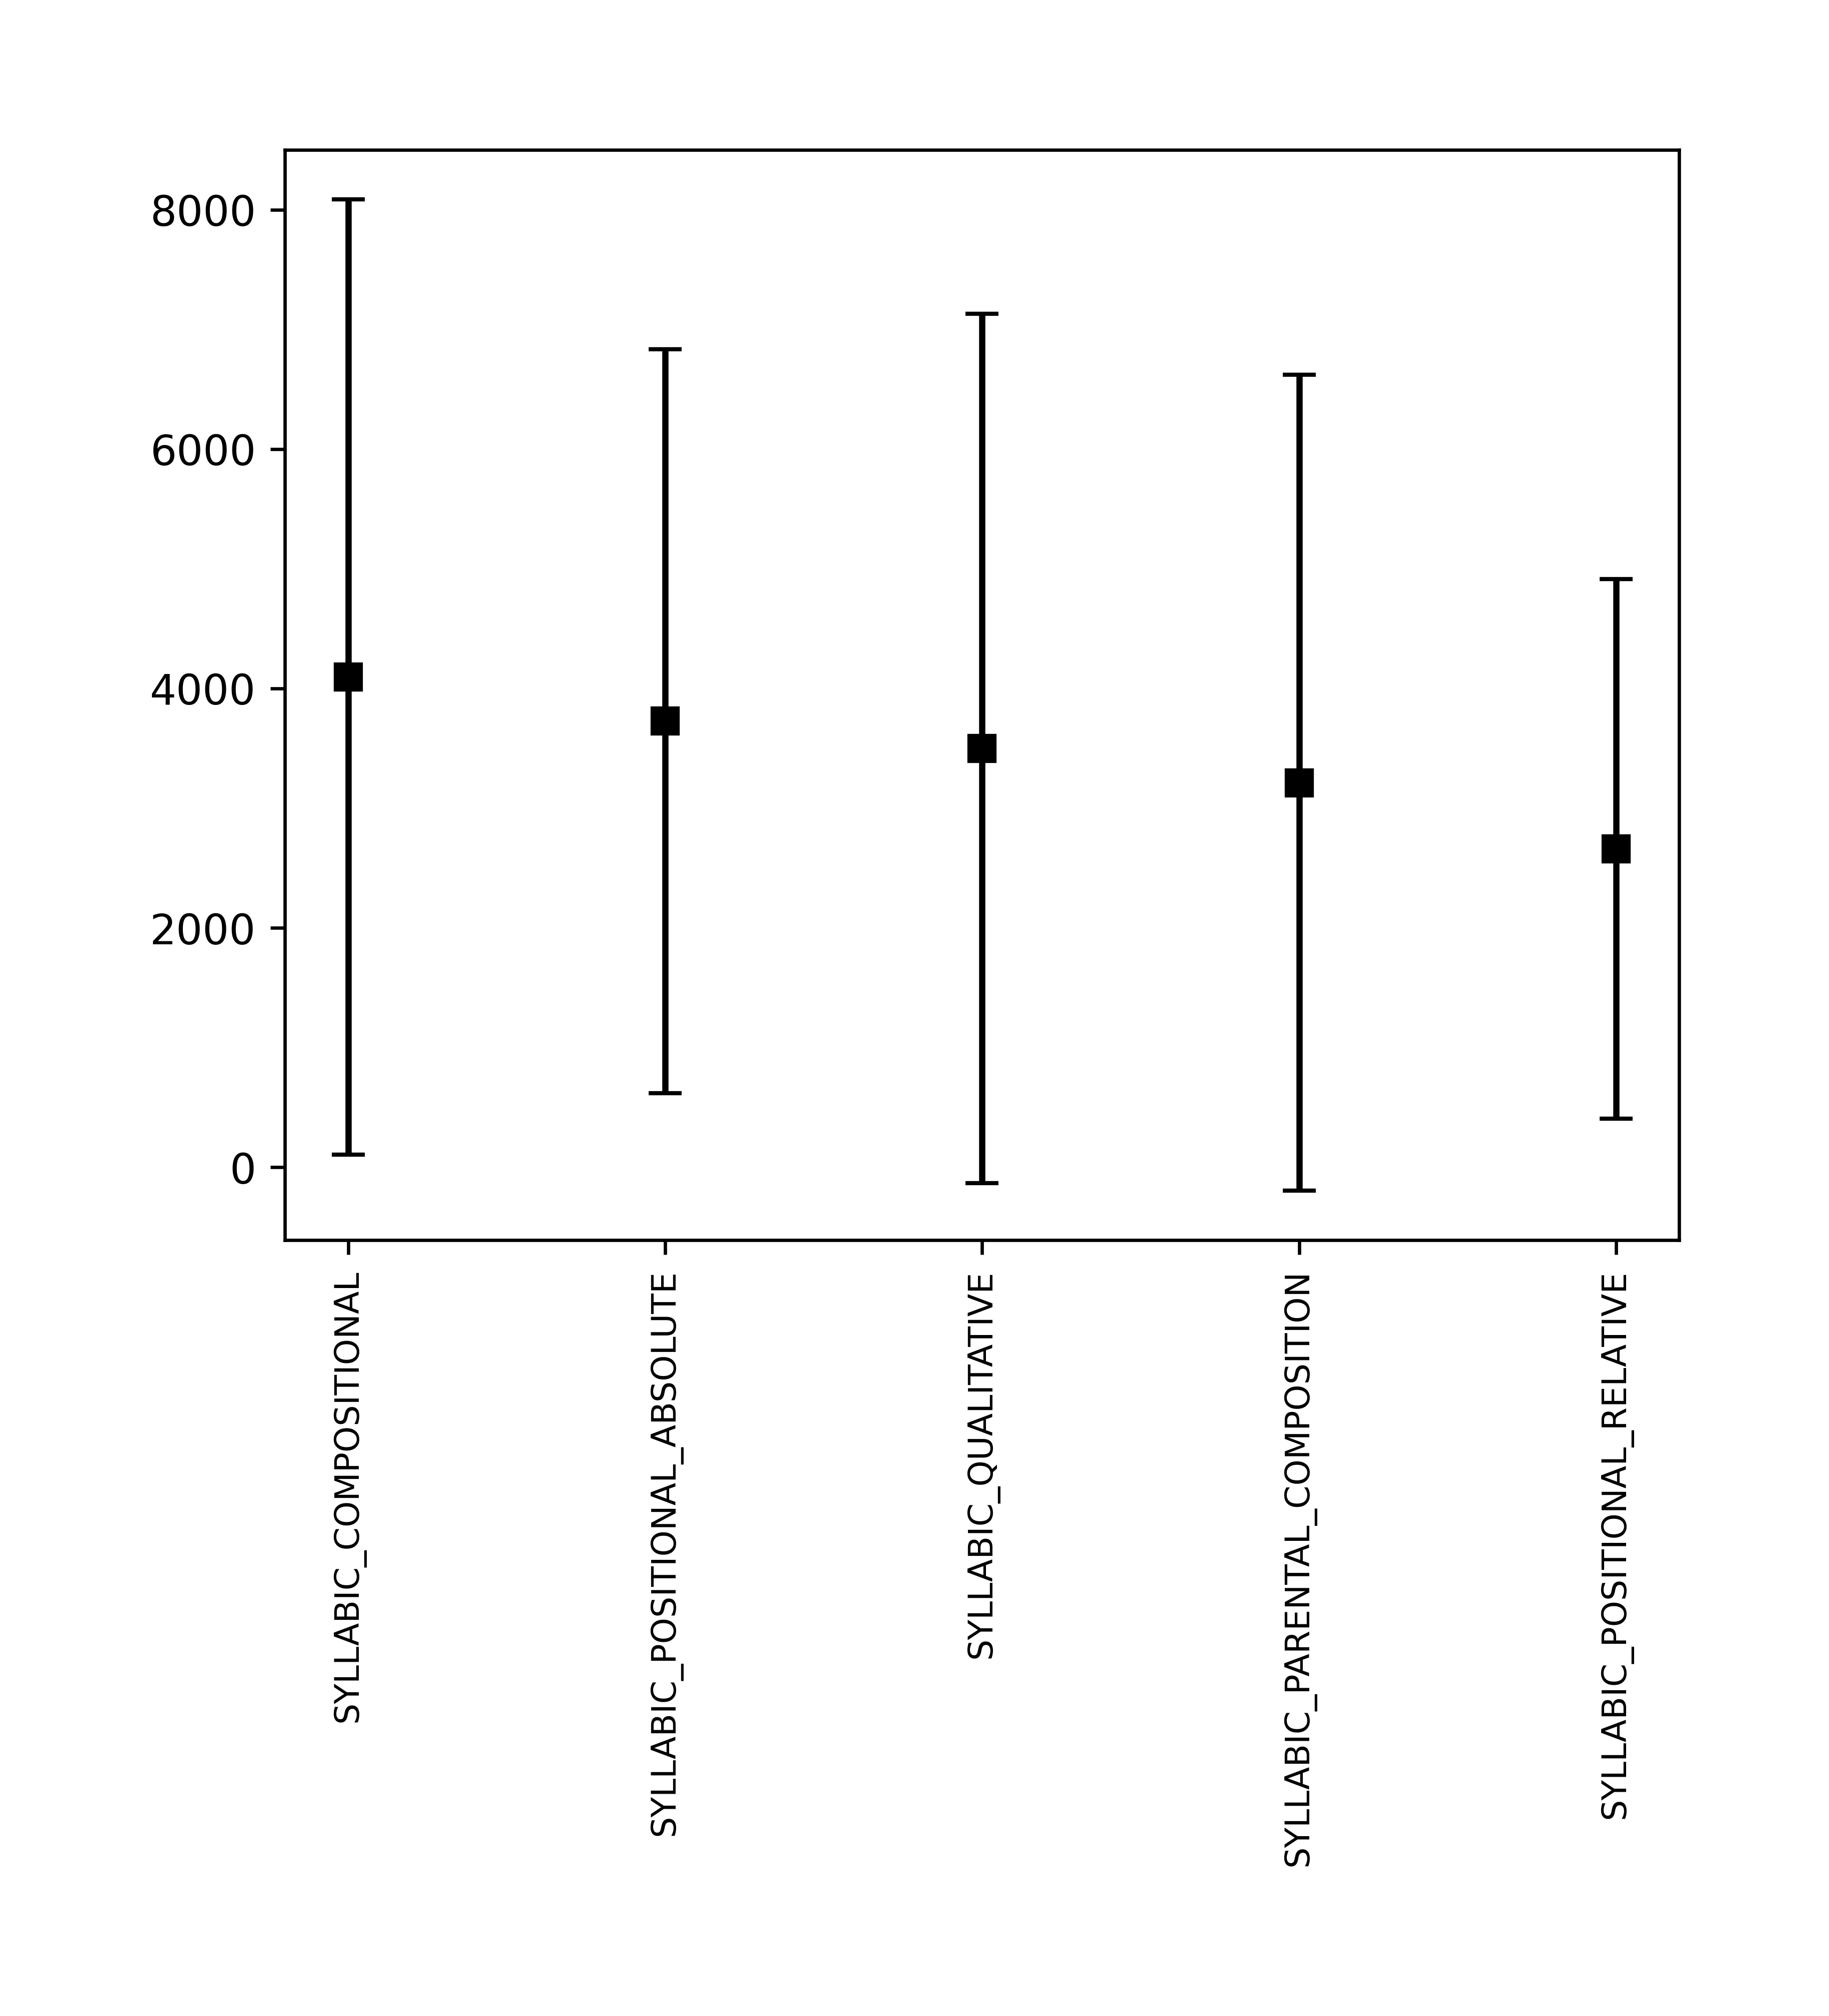 8000
6000
4000
2000
0
SYLLABIC_COMPOSITIONAL
SYLLABIC_POSITIONAL_ABSOLUTE
SYLLABIC_QUALITATIVE
SYLLABIC_PARENTAL_COMPOSITION
SYLLABIC_POSITIONAL_RELATIVE